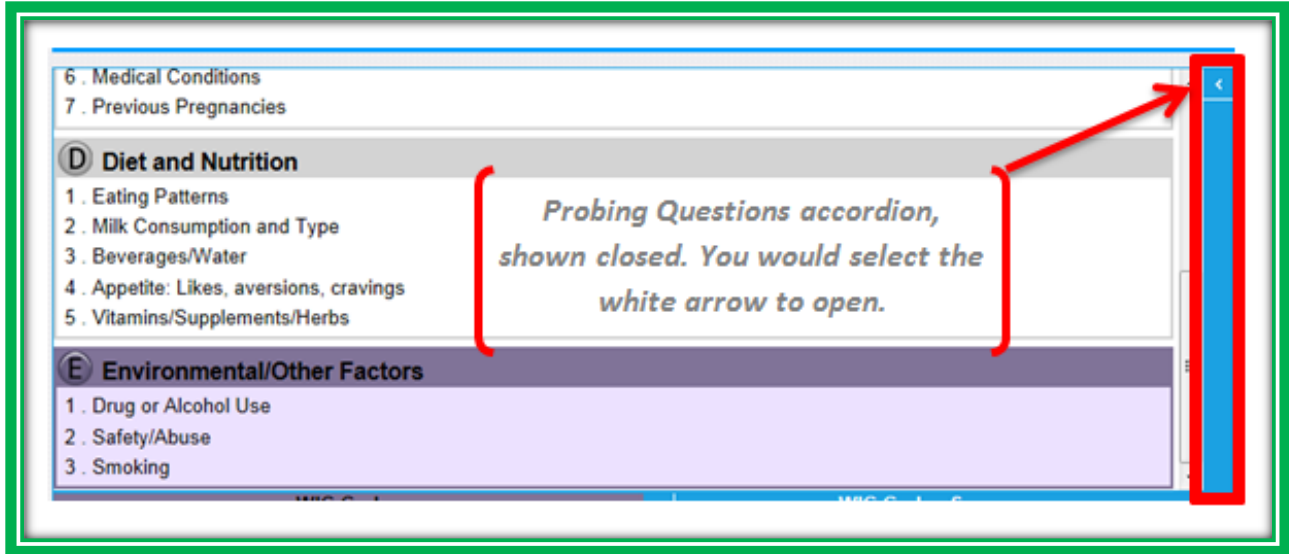 6 . Medical Conditions
7 . Previous Pregnancies
D Diet and Nutrition
1 . Eating Patterns
2 . Milk Consumption and Type
3 . Beverages/Water
4 . Appetite: Likes, aversions, cravings
5 . Vitamins/Supplements/Herbs
Probing Questions accordion,
shown closed. You would select the
white arrow to open.
E Environmental/Other Factors
1 . Drug or Alcohol Use
2 . Safety/Abuse
3 . Smoking